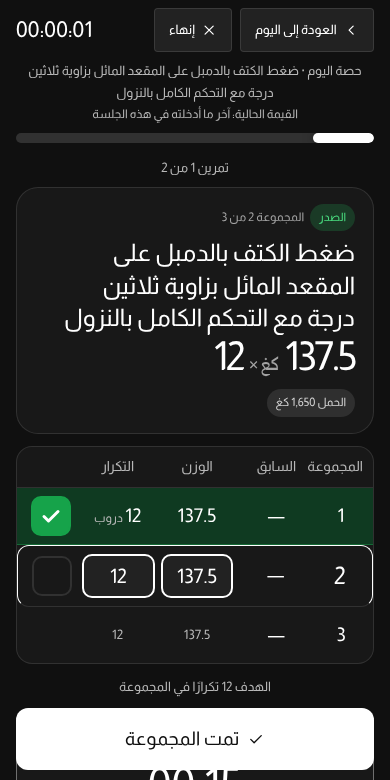 العودة إلى اليوم
إنهاء
00:00:01
حصة اليوم · ضغط الكتف بالدمبل على المقعد المائل بزاوية ثلاثين
درجة مع التحكم الكامل بالنزول
القيمة الحالية: آخر ما أدخلته في هذه الجلسة
تمرين 1 من 2
الصدر المجموعة 2 من 3
ضغط الكتف بالدمبل على
المقعد المائل بزاوية ثلاثين
درجة مع التحكم الكامل بالنزول
137.5 كغ × 12
الحمل 1,650 كغ
المجموعة السابق الوزن التكرار
1 — 137.5 12 دروب
2 — 137.5 12
3 — 137.5 12
الهدف 12 تكرارًا في المجموعة
تمت المجموعة